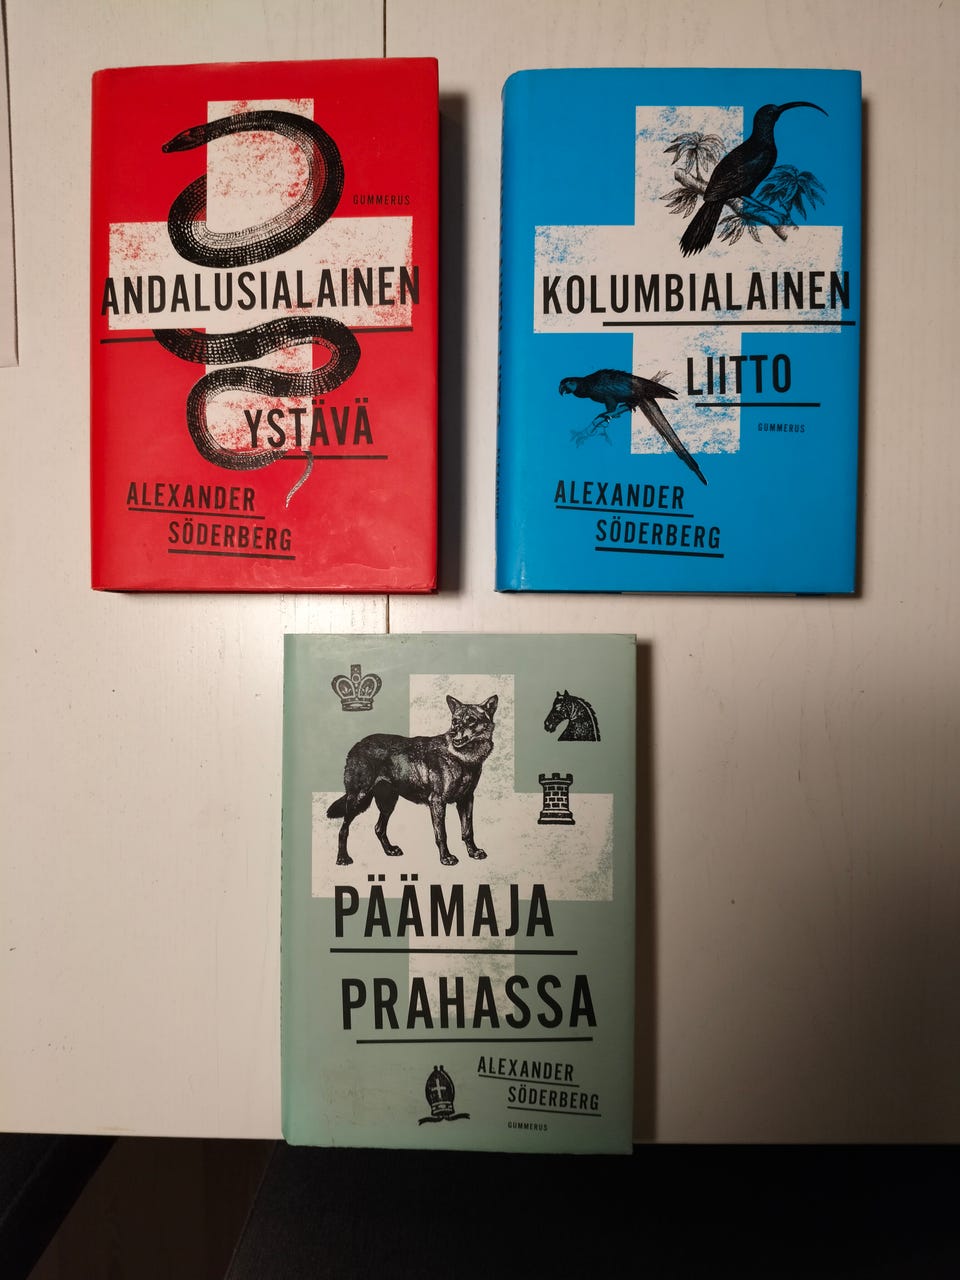 GUMMERUS
ANDALUSIALAINEN
YSTÄVÄ
ALEXANDER
SÖDERBERG
KOLUMBIALAINEN
LIITTO
GUMMERUS
ALEXANDER
SÖDERBERG
PÄÄMAJA
PRAHASSA
ALEXANDER
SÖDERBERG
GUMMERUS